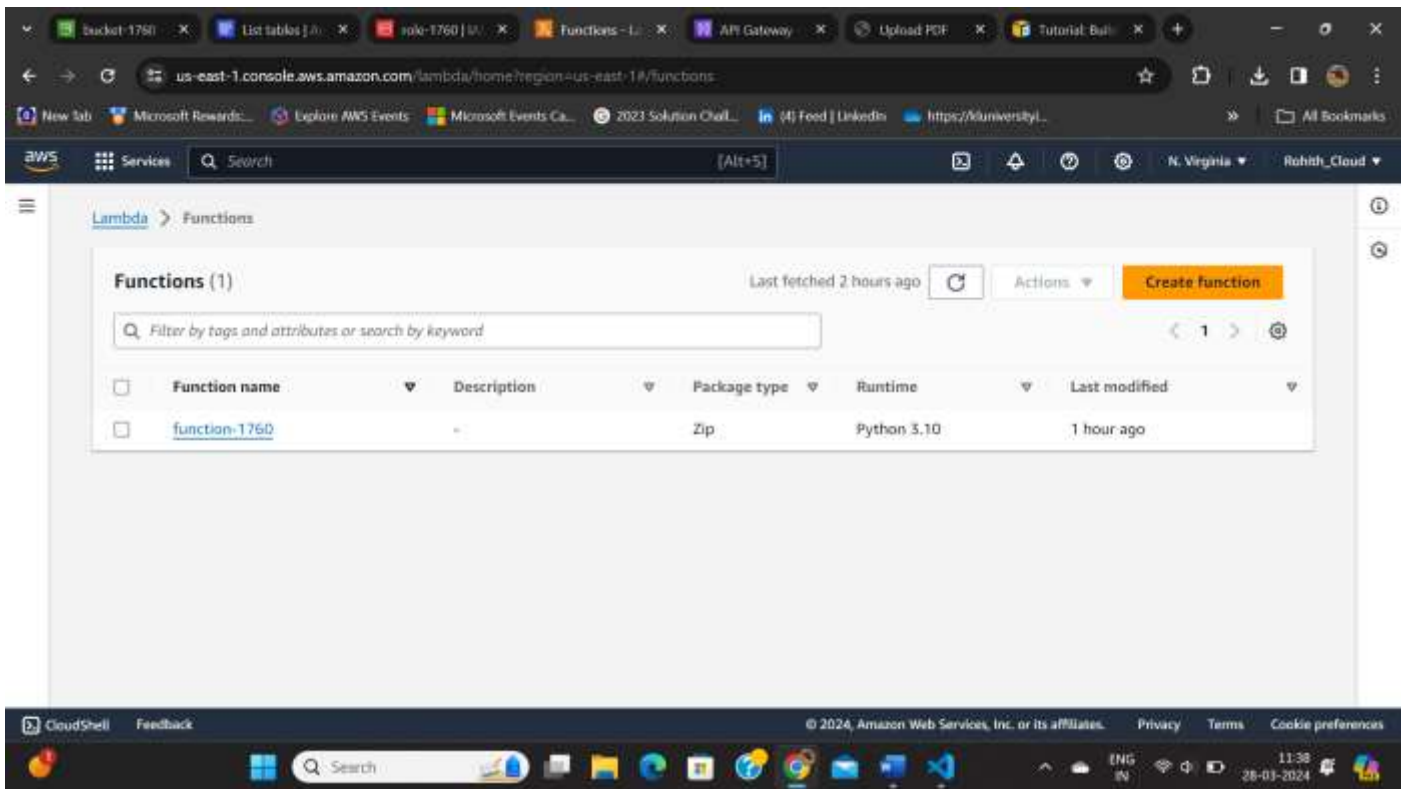 bucket-1760
List tables | A
role-1760 | IA
Functions - L
API Gateway
Upload PDF
Tutorial: Buil
us-east-1.console.aws.amazon.com/lambda/home?region=us-east-1#/functions
New Tab
Microsoft Rewards:...
Explore AWS Events
Microsoft Events Ca...
2023 Solution Chall...
(4) Feed | LinkedIn
https://kluniversityi...
»
All Bookmarks
aws
Services
Search
[Alt+S]
N. Virginia
Rohith_Cloud
Lambda > Functions
Functions (1)
Last fetched 2 hours ago
Actions
Create function
Filter by tags and attributes or search by keyword
< 1 >
Function name
Description
Package type
Runtime
Last modified
function-1760
-
Zip
Python 3.10
1 hour ago
CloudShell
Feedback
© 2024, Amazon Web Services, Inc. or its affiliates.
Privacy
Terms
Cookie preferences
Search
ENG
IN
11:38
28-03-2024